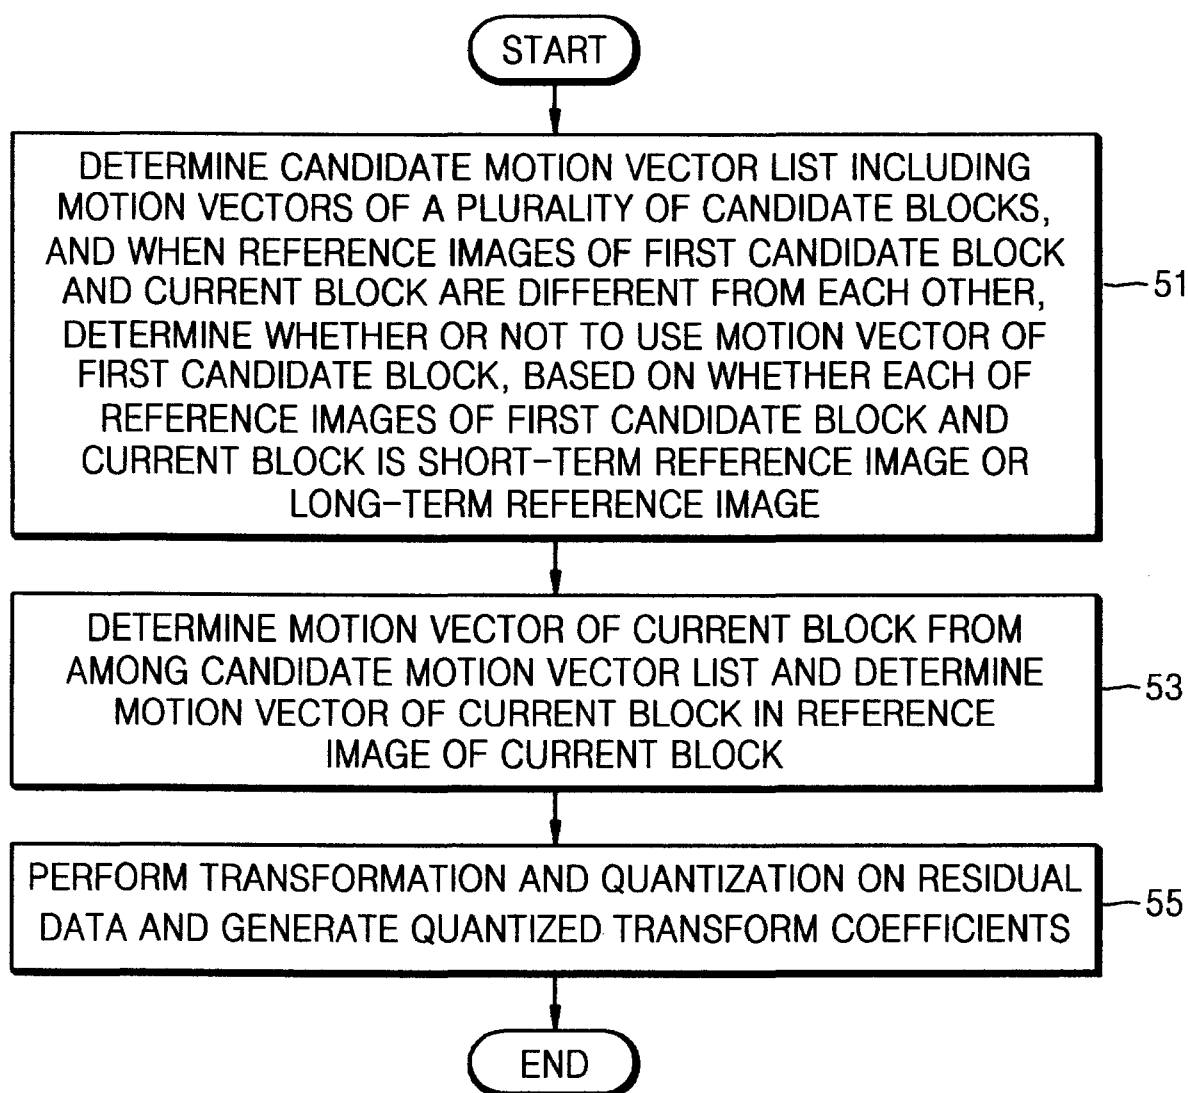 START
DETERMINE CANDIDATE MOTION VECTOR LIST INCLUDING
MOTION VECTORS OF A PLURALITY OF CANDIDATE BLOCKS,
AND WHEN REFERENCE IMAGES OF FIRST CANDIDATE BLOCK
AND CURRENT BLOCK ARE DIFFERENT FROM EACH OTHER,
DETERMINE WHETHER OR NOT TO USE MOTION VECTOR OF
FIRST CANDIDATE BLOCK, BASED ON WHETHER EACH OF
REFERENCE IMAGES OF FIRST CANDIDATE BLOCK AND
CURRENT BLOCK IS SHORT-TERM REFERENCE IMAGE OR
LONG-TERM REFERENCE IMAGE
51
DETERMINE MOTION VECTOR OF CURRENT BLOCK FROM
AMONG CANDIDATE MOTION VECTOR LIST AND DETERMINE
MOTION VECTOR OF CURRENT BLOCK IN REFERENCE
IMAGE OF CURRENT BLOCK
53
PERFORM TRANSFORMATION AND QUANTIZATION ON RESIDUAL
DATA AND GENERATE QUANTIZED TRANSFORM COEFFICIENTS
55
END